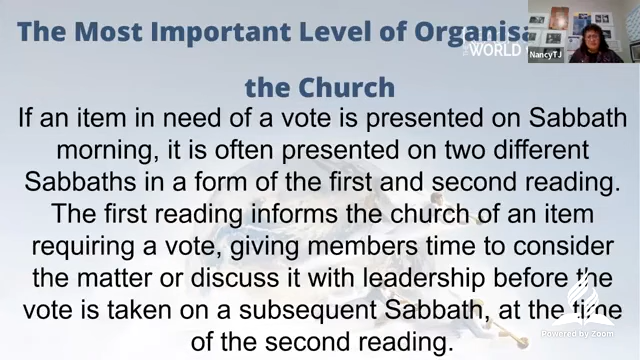 The Most Important Level of Organisa
WORLD
NancyTJ
the Church
If an item in need of a vote is presented on Sabbath
morning, it is often presented on two different
Sabbaths in a form of the first and second reading.
The first reading informs the church of an item
requiring a vote, giving members time to consider
the matter or discuss it with leadership before the
vote is taken on a subsequent Sabbath, at the time
of the second reading.
Powered by Zoom